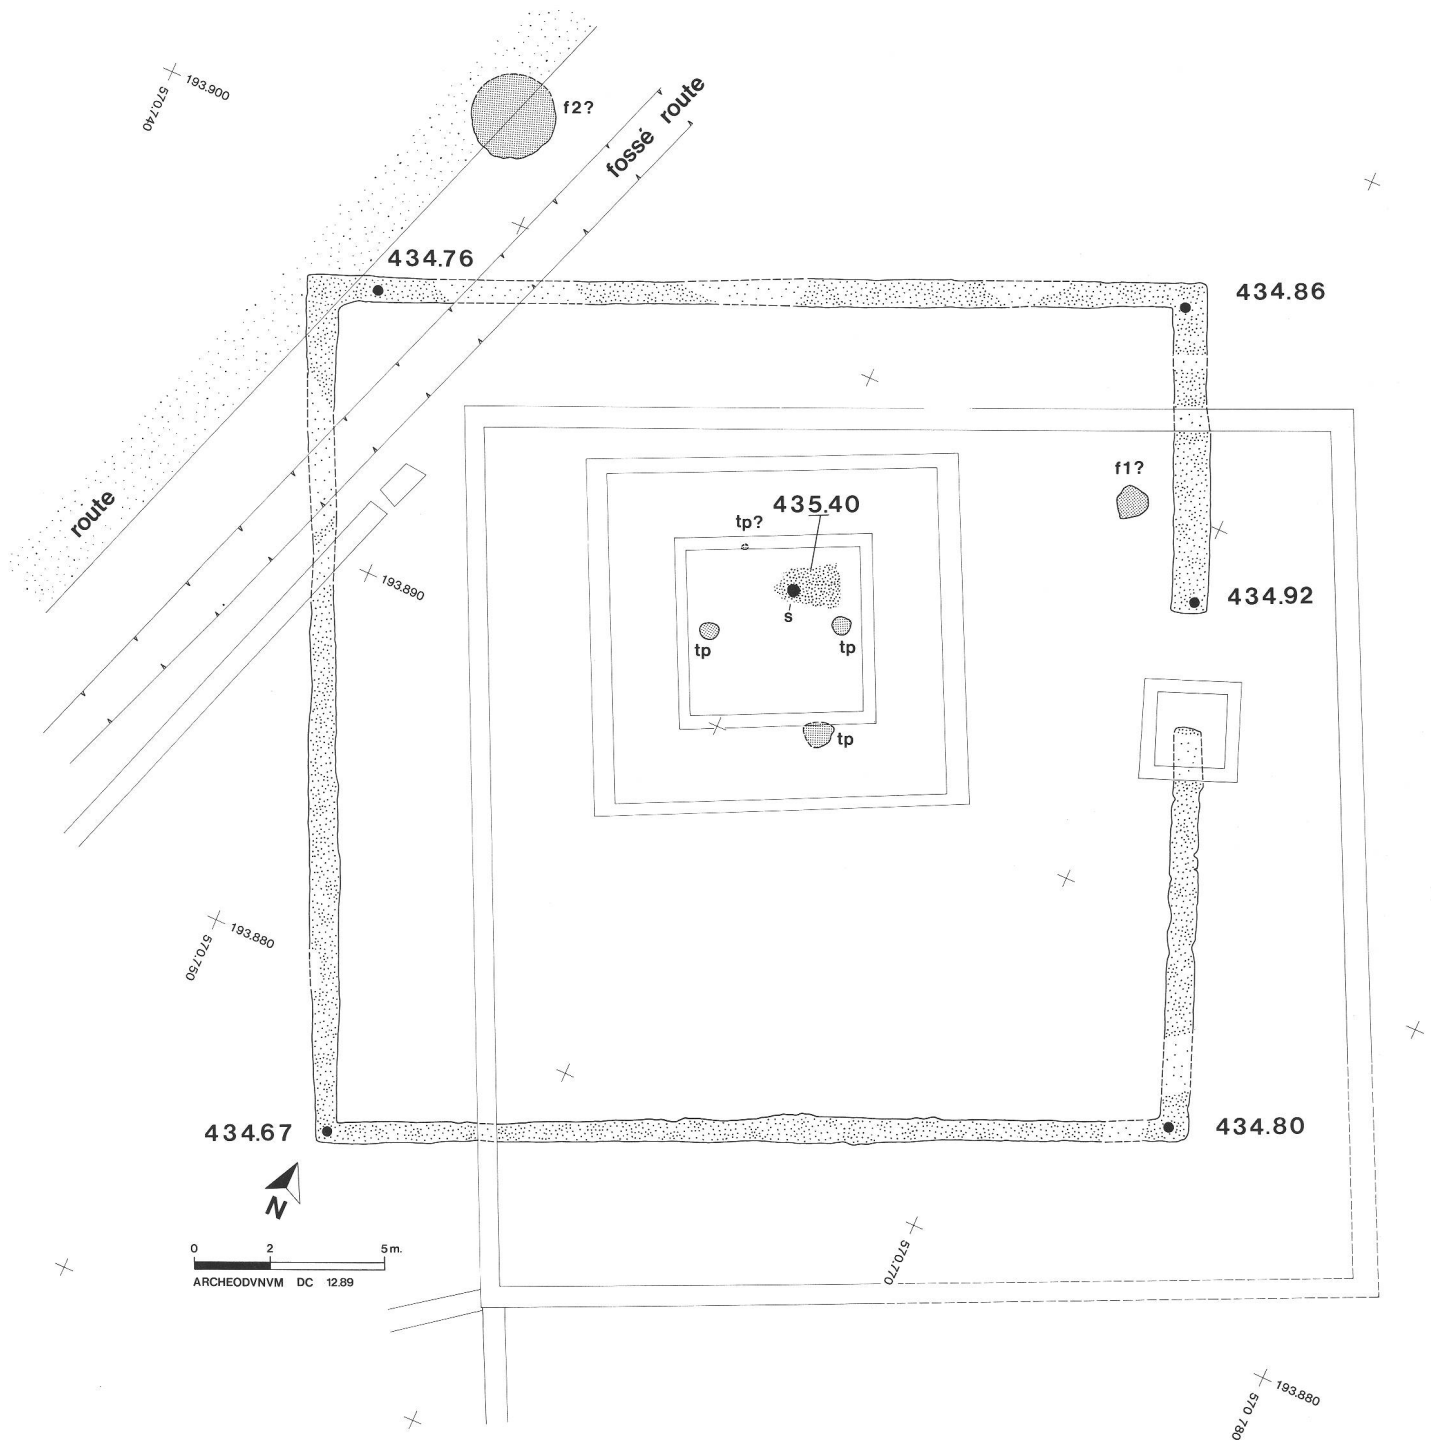 193.900
570.740
f2?
fossé route
434.76
434.86
route
f1?
435.40
tp?
193.890
434.92
s
tp
tp
tp
193.880
570.750
434.67
434.80
N
0 2 5 m.
ARCHEODVNVM DC 12.89
570.770
193.880
570 780